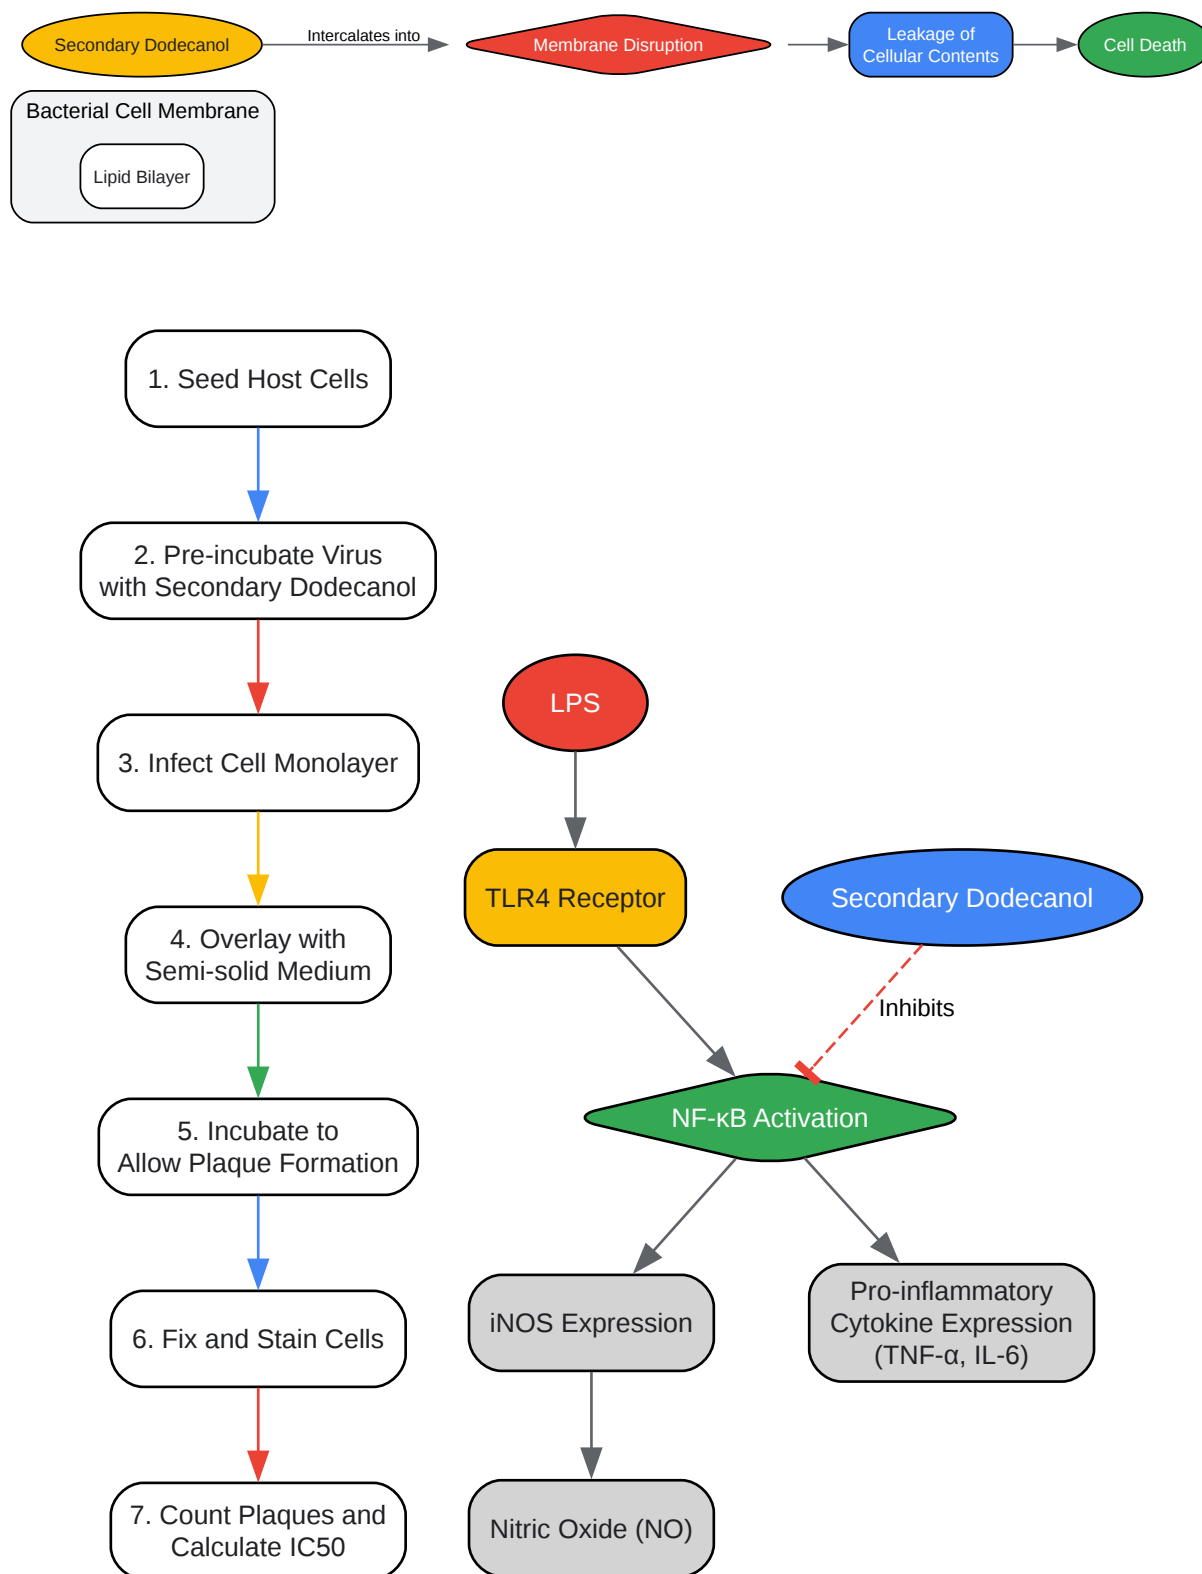 Secondary Dodecanol
Intercalates into
Membrane Disruption
Leakage of
Cellular Contents
Cell Death
Bacterial Cell Membrane
Lipid Bilayer
1. Seed Host Cells
2. Pre-incubate Virus
with Secondary Dodecanol
3. Infect Cell Monolayer
4. Overlay with
Semi-solid Medium
5. Incubate to
Allow Plaque Formation
6. Fix and Stain Cells
7. Count Plaques and
Calculate IC50
LPS
TLR4 Receptor
Secondary Dodecanol
Inhibits
NF-κB Activation
iNOS Expression
Pro-inflammatory
Cytokine Expression
(TNF-α, IL-6)
Nitric Oxide (NO)